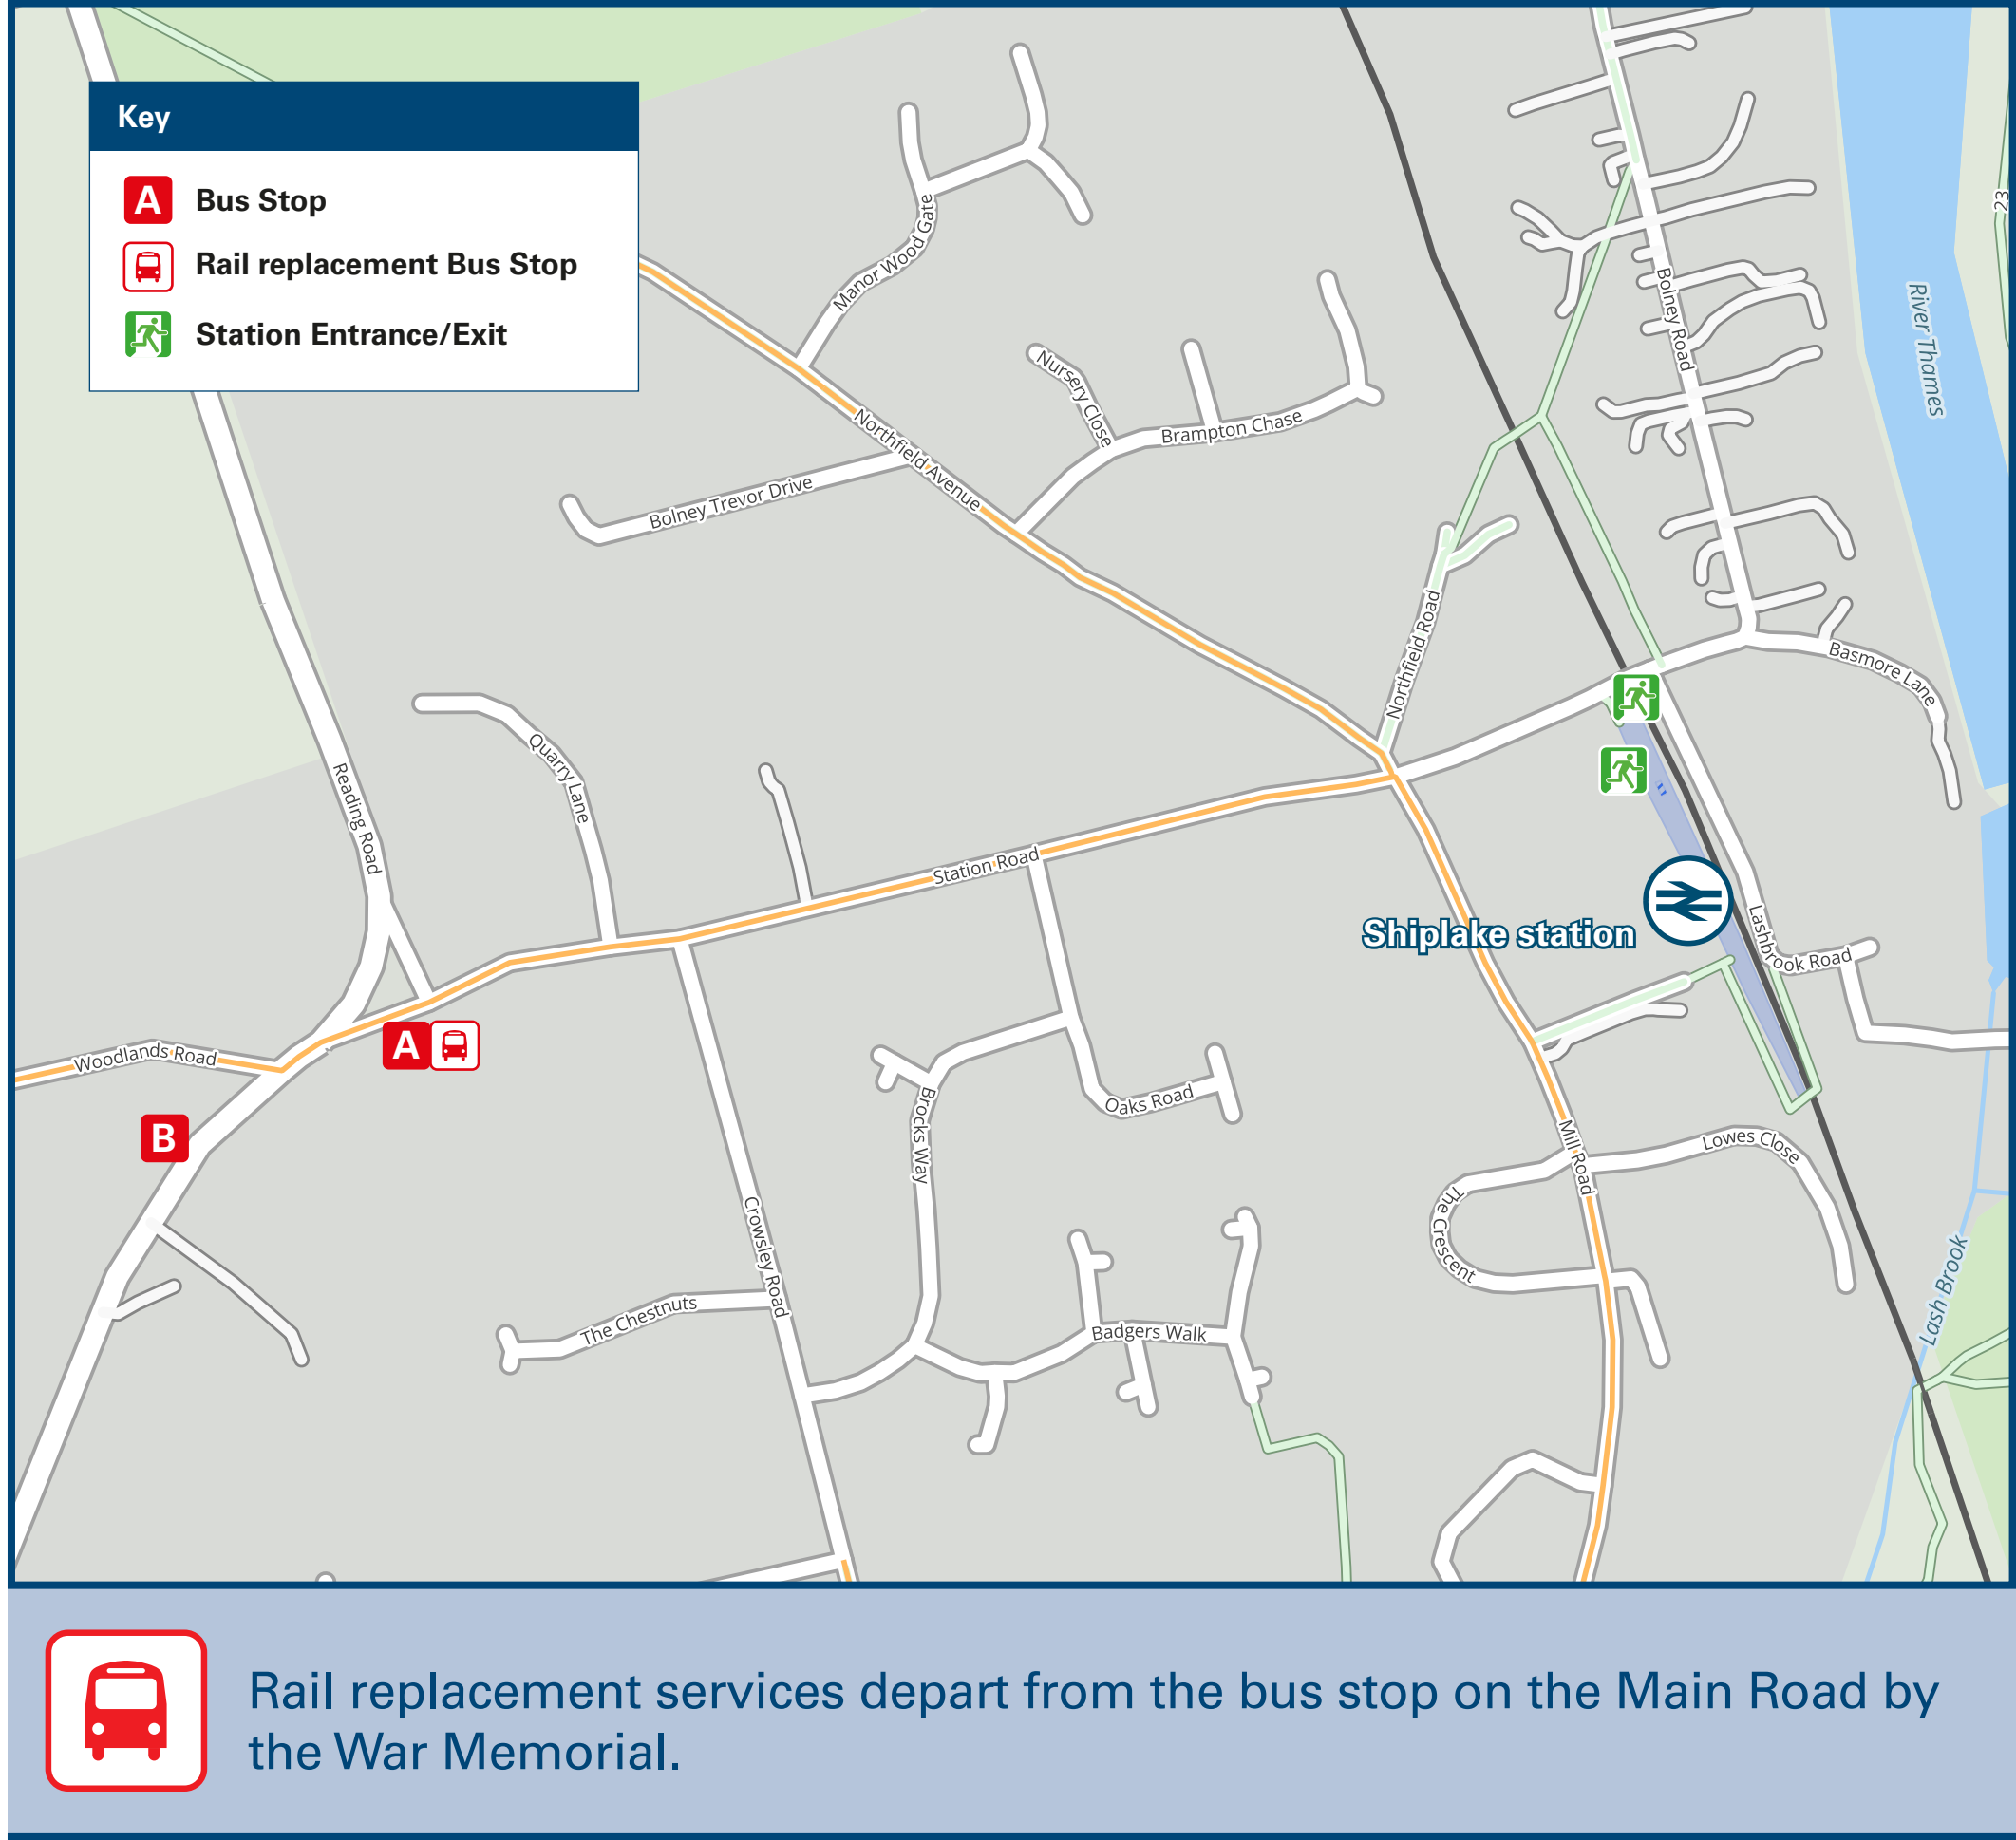 Key
A Bus Stop
Rail replacement Bus Stop
Station Entrance/Exit
Manor Wood Gate
Nursery Close
Brampton Chase
Northfield Avenue
Bolney Trevor Drive
Bolney Road
River Thames
23
Northfield Road
Basmore Lane
Reading Road
Quarry Lane
Station Road
Shiplake station
Lashbrook Road
Woodlands Road
A
B
Brocks Way
Oaks Road
Mill Road
Lowes Close
The Crescent
Crowsley Road
The Chestnuts
Badgers Walk
Lash Brook
Rail replacement services depart from the bus stop on the Main Road by
the War Memorial.